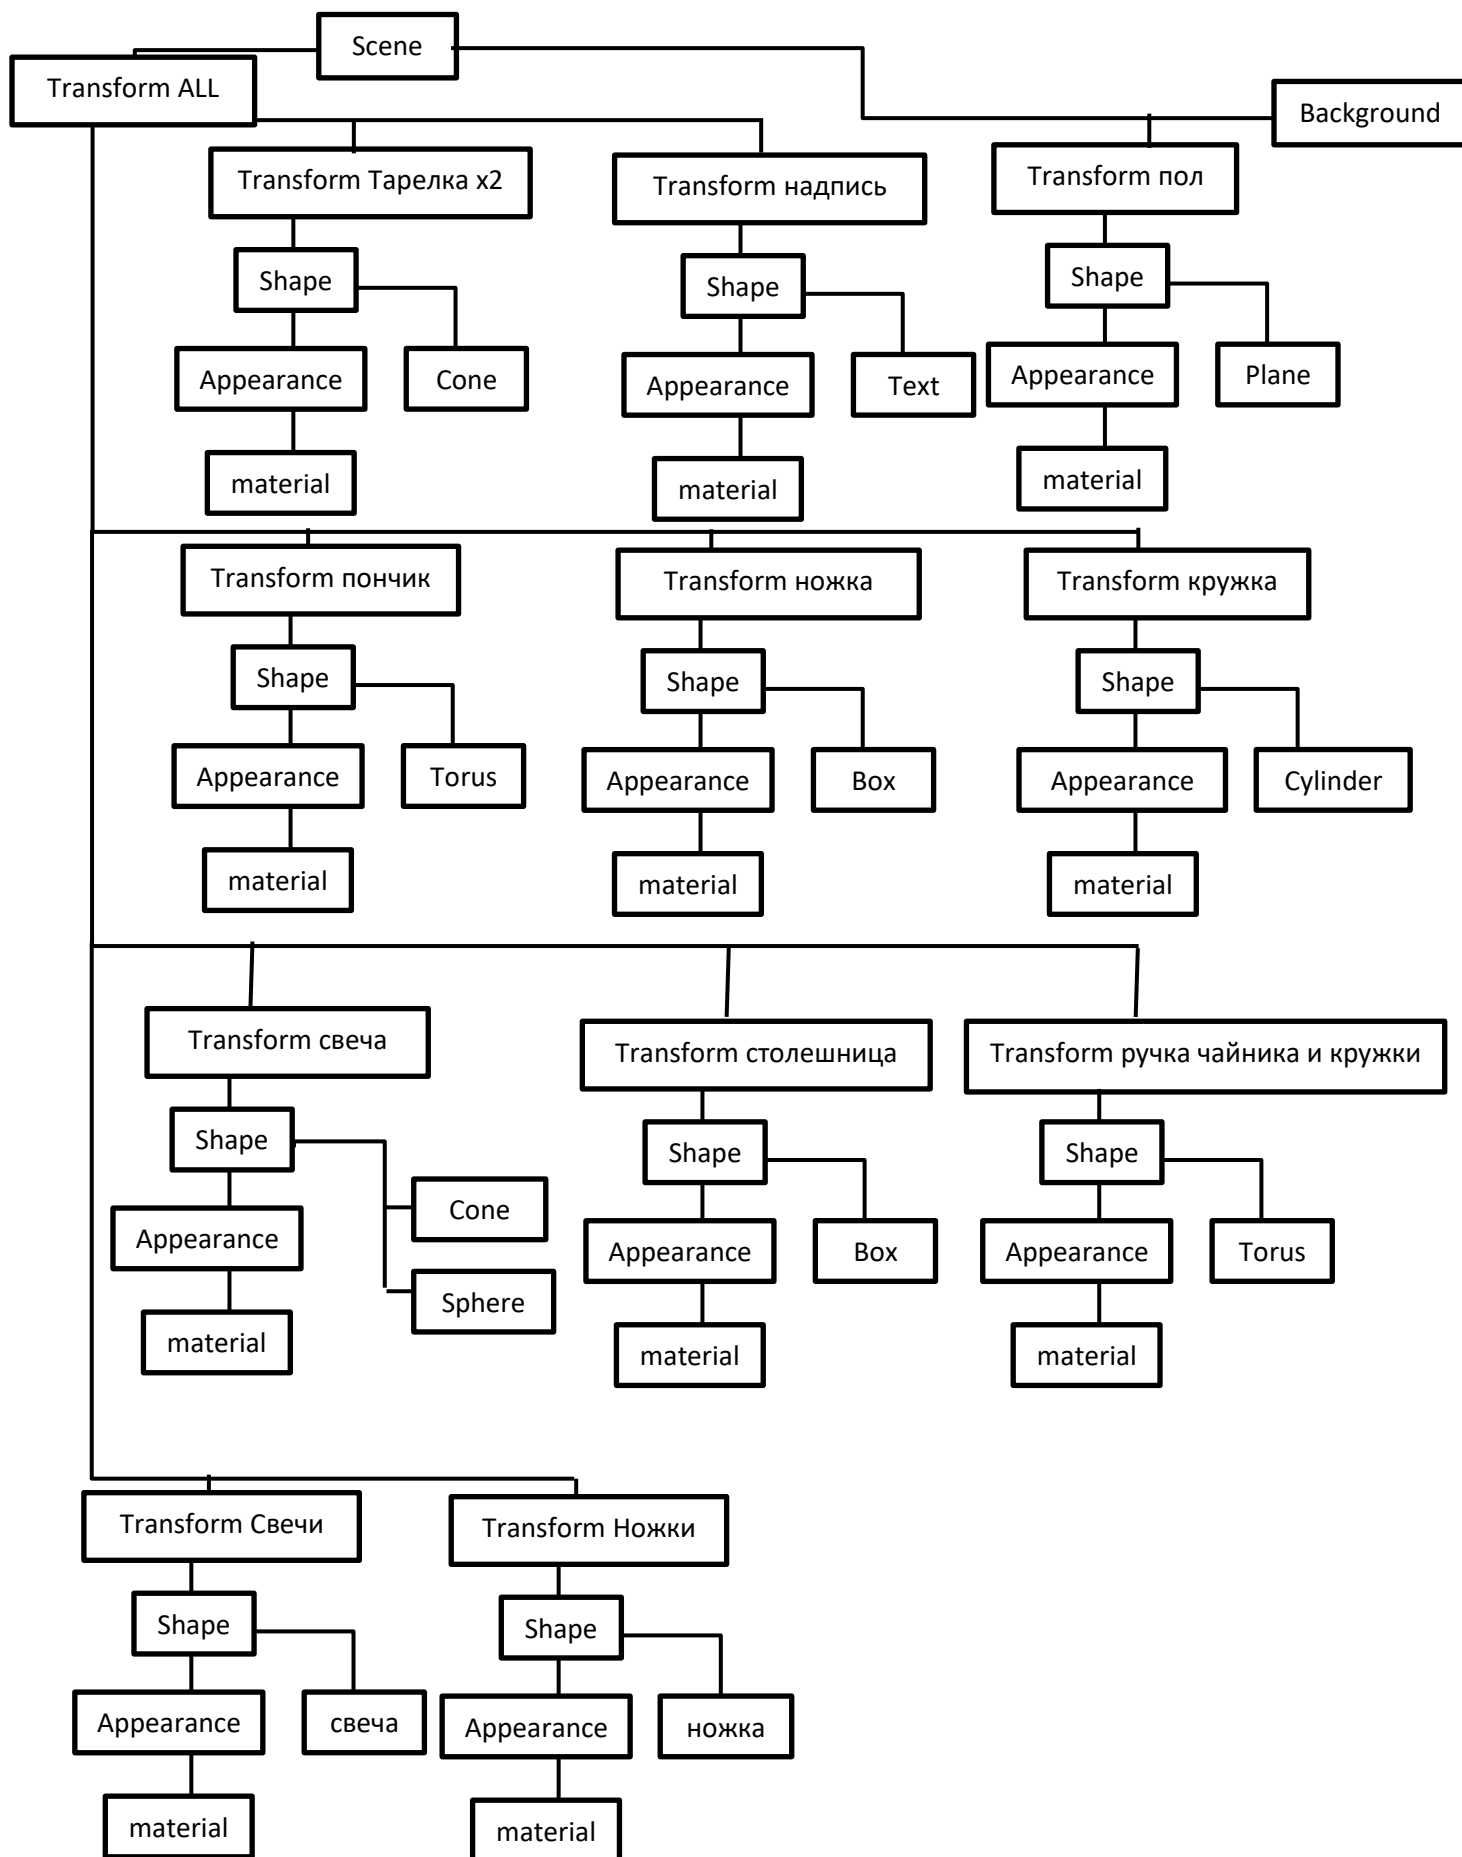 Scene
Transform ALL
Background
Transform Тарелка x2
Transform надпись
Transform пол
Shape
Shape
Shape
Appearance
Cone
Appearance
Text
Appearance
Plane
material
material
material
Transform пончик
Transform ножка
Transform кружка
Shape
Shape
Shape
Appearance
Torus
Appearance
Box
Appearance
Cylinder
material
material
material
Transform свеча
Transform столешница
Transform ручка чайника и кружки
Shape
Shape
Shape
Cone
Appearance
Appearance
Box
Appearance
Torus
Sphere
material
material
material
Transform Свечи
Transform Ножки
Shape
Shape
Appearance
свеча
Appearance
ножка
material
material